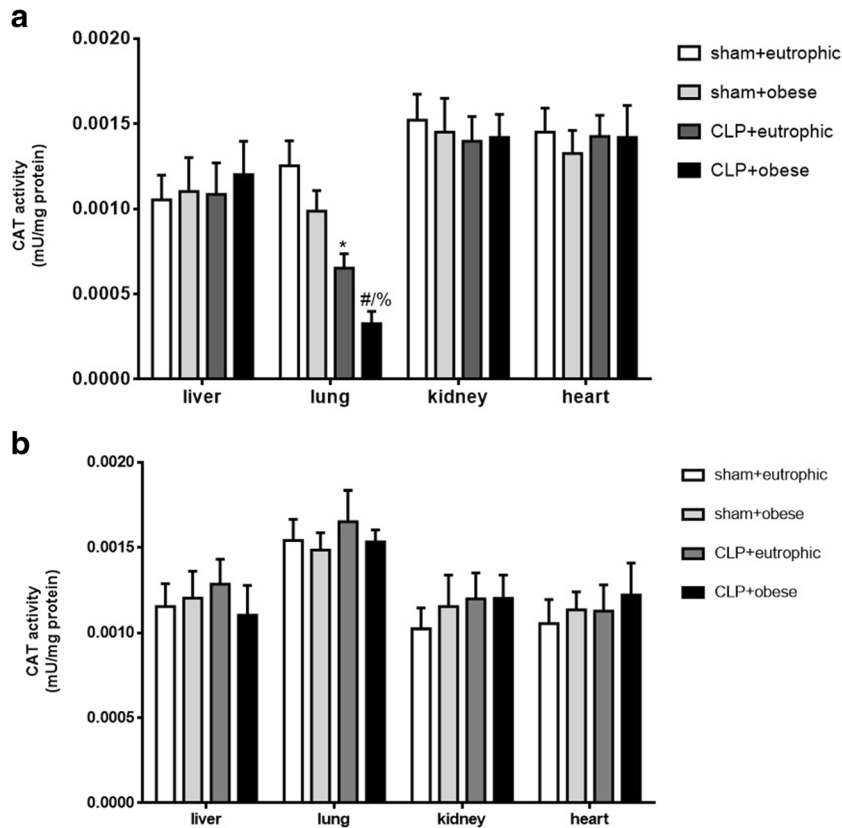 a
CAT activity
(mU/mg protein)
0.0020
0.0015
0.0010
0.0005
0.0000
*
#/%
liver lung kidney heart
sham+eutrophic
sham+obese
CLP+eutrophic
CLP+obese
b
CAT activity
(mU/mg protein)
0.0020
0.0015
0.0010
0.0005
0.0000
liver lung kidney heart
sham+eutrophic
sham+obese
CLP+eutrophic
CLP+obese